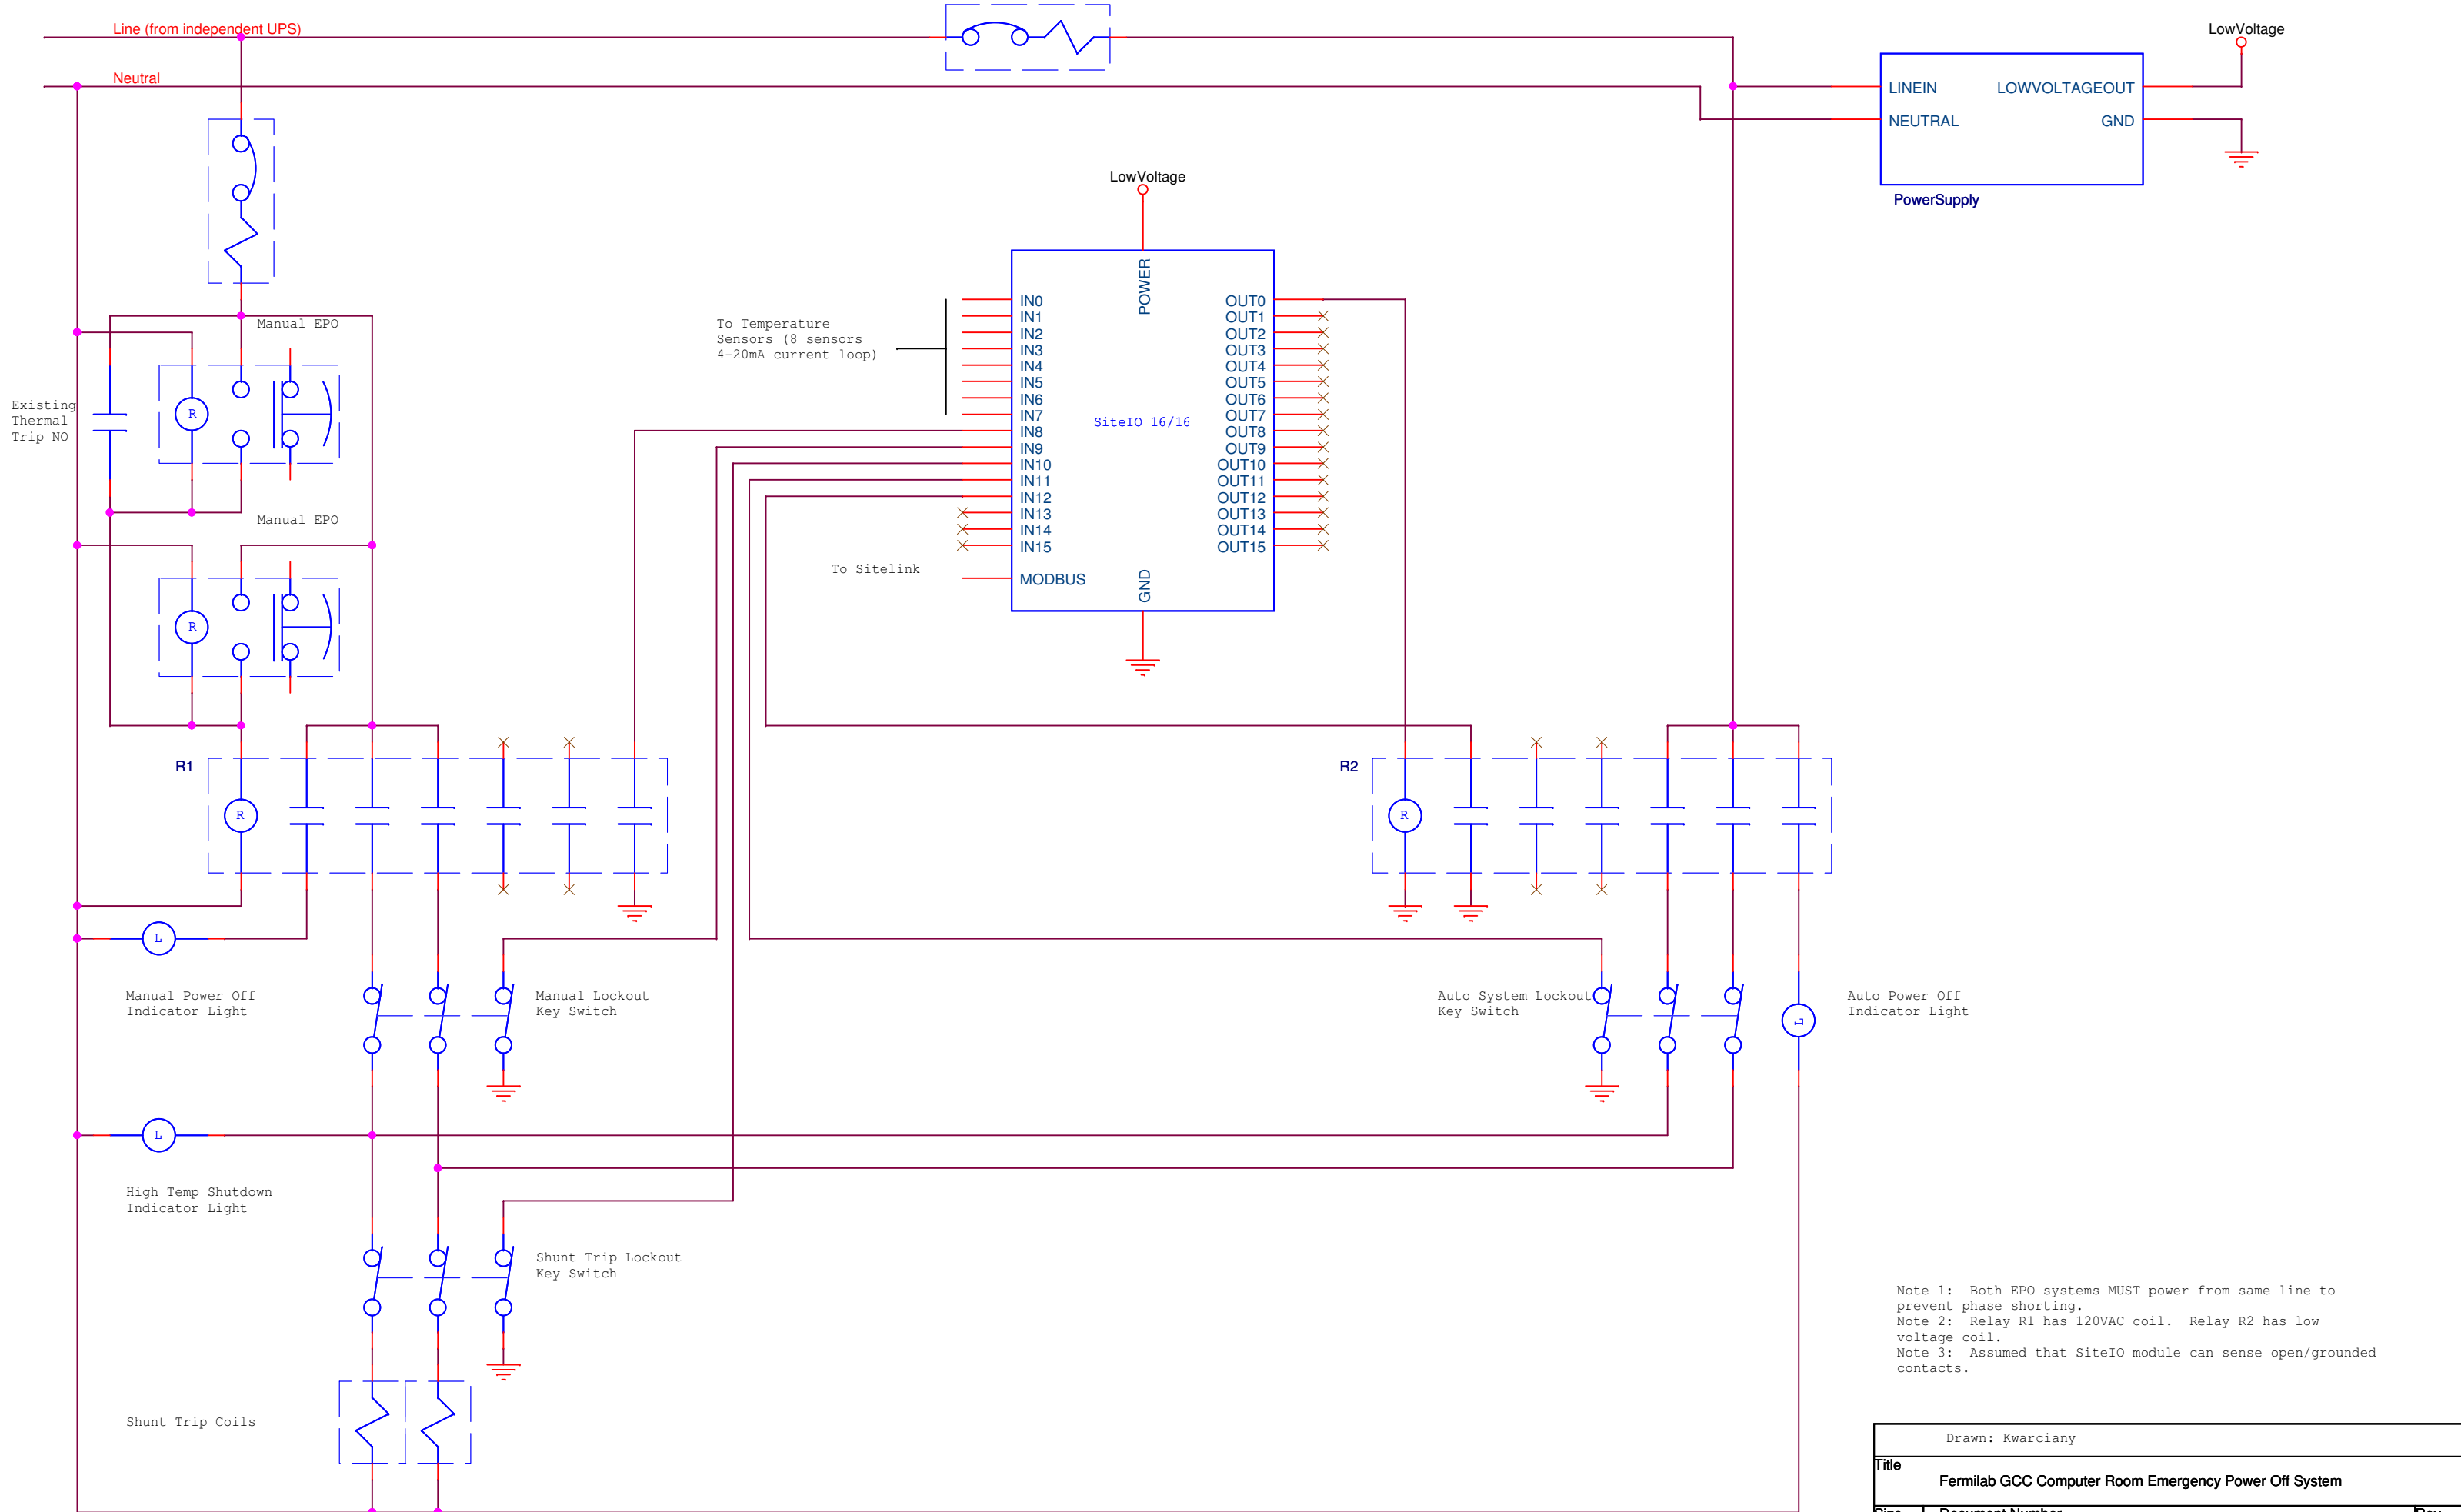 Line (from independent UPS)
Neutral
LowVoltage
LINEIN
LOWVOLTAGEOUT
NEUTRAL
GND
PowerSupply
LowVoltage
POWER
IN0
IN1
IN2
IN3
IN4
IN5
IN6
IN7
IN8
IN9
IN10
IN11
IN12
IN13
IN14
IN15
MODBUS
SiteIO 16/16
OUT0
OUT1
OUT2
OUT3
OUT4
OUT5
OUT6
OUT7
OUT8
OUT9
OUT10
OUT11
OUT12
OUT13
OUT14
OUT15
GND
To Temperature
Sensors (8 sensors
4-20mA current loop)
To Sitelink
Manual EPO
R
Existing
Thermal
Trip NO
Manual EPO
R
R1
R
R2
R
L
Manual Power Off
Indicator Light
Manual Lockout
Key Switch
Auto System Lockout
Key Switch
L
Auto Power Off
Indicator Light
L
High Temp Shutdown
Indicator Light
Shunt Trip Lockout
Key Switch
Shunt Trip Coils
Note 1:  Both EPO systems MUST power from same line to
prevent phase shorting.
Note 2:  Relay R1 has 120VAC coil.  Relay R2 has low
voltage coil.
Note 3:  Assumed that SiteIO module can sense open/grounded
contacts.
Drawn: Kwarciany
Title
Fermilab GCC Computer Room Emergency Power Off System
Size
Document Number
Rev